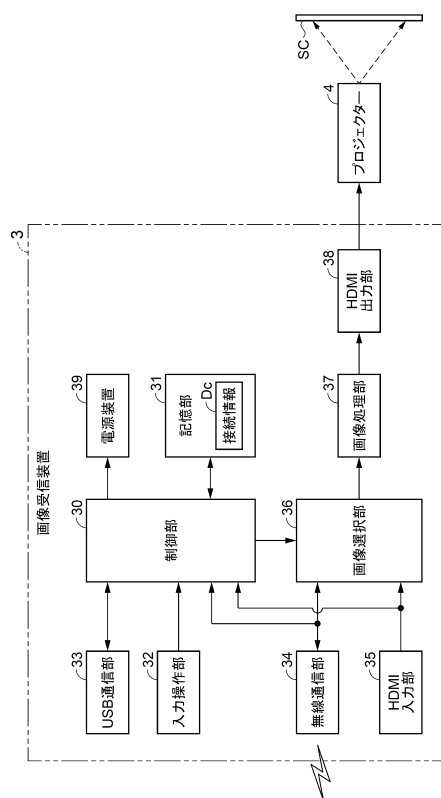 画像受信装置
3
33
USB通信部
30
制御部
39
電源装置
32
入力操作部
31
記憶部
Dc
接続情報
34
無線通信部
36
画像選択部
37
画像処理部
38
HDMI
出力部
4
プロジェクター
SC
35
HDMI
入力部